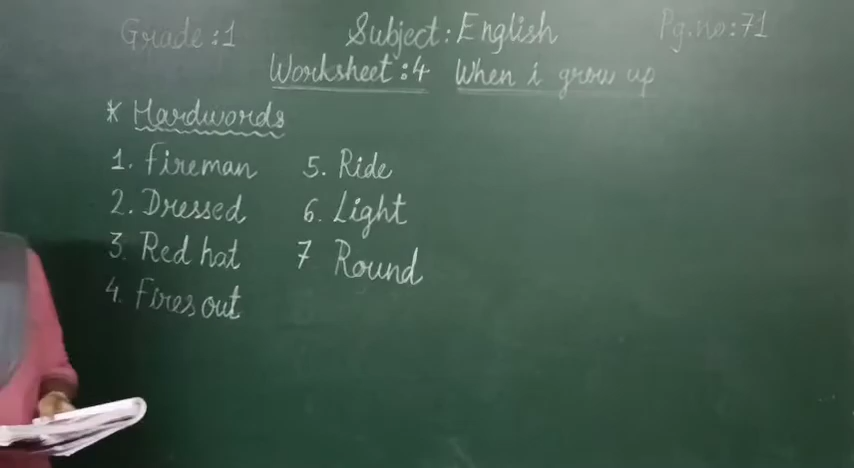 Grade : 1 Subject : English Pg.no : 71
Worksheet : 4 When i grow up
* Hardwords
1. Fireman 5. Ride
2. Dressed 6. Light
3. Red hat 7 Round
4. Fires out